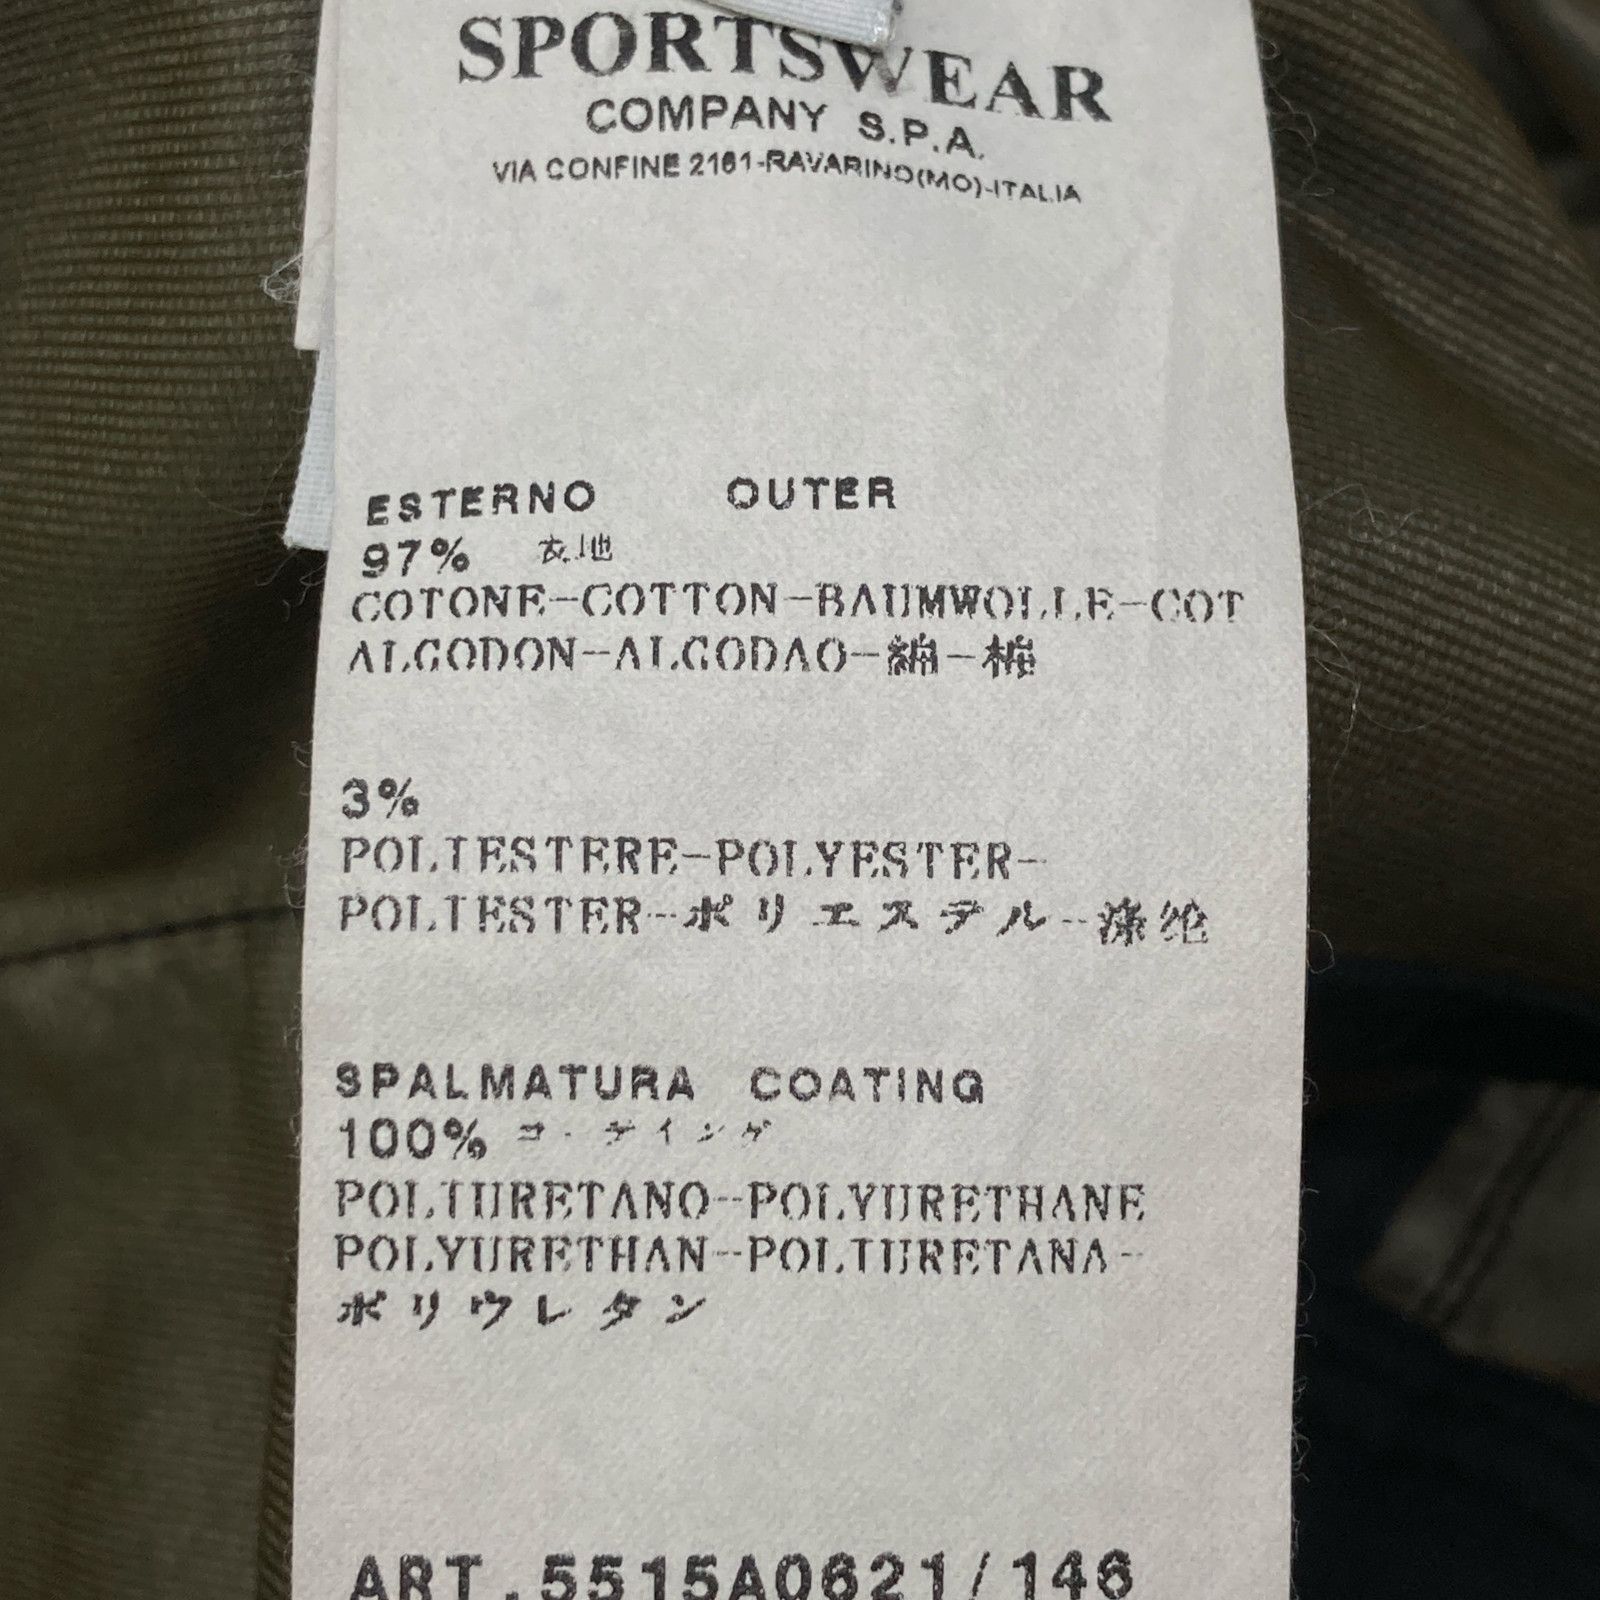 SPORTSWEAR
COMPANY S.P.A.
VIA CONFINE 2161-RAVARINO(MO)-ITALIA
ESTERNO OUTER
97% 表地
COTONE-COTTON-BAUMWOLLE-COT
ALGODON-ALGODAO-綿-棉
3%
POLIESTERE-POLYESTER-
POLIESTER-ポリエステル-涤纶
SPALMATURA COATING
100% コーティング
POLIURETANO-POLYURETHANE
POLYURETHAN-POLIURETANA-
ポリウレタン
ART.5515A0621/146